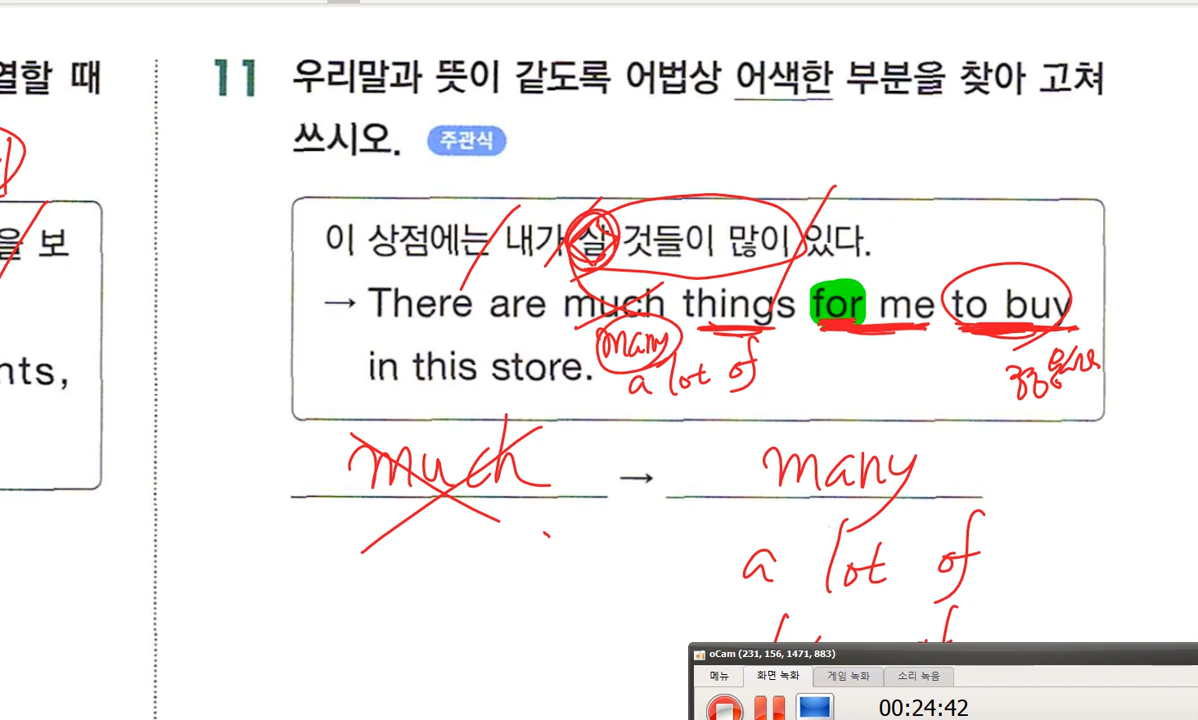 열할 때
을 보
nts,
11 우리말과 뜻이 같도록 어법상 어색한 부분을 찾아 고쳐
쓰시오. 주관식
이 상점에는 내가 살 것들이 많이 있다.
→ There are much things for me to buy
many
in this store.
a lot of
much → many
a lot of
oCam (231, 156, 1471, 883)
메뉴 화면 녹화 게임 녹화 소리 녹음
00:24:42